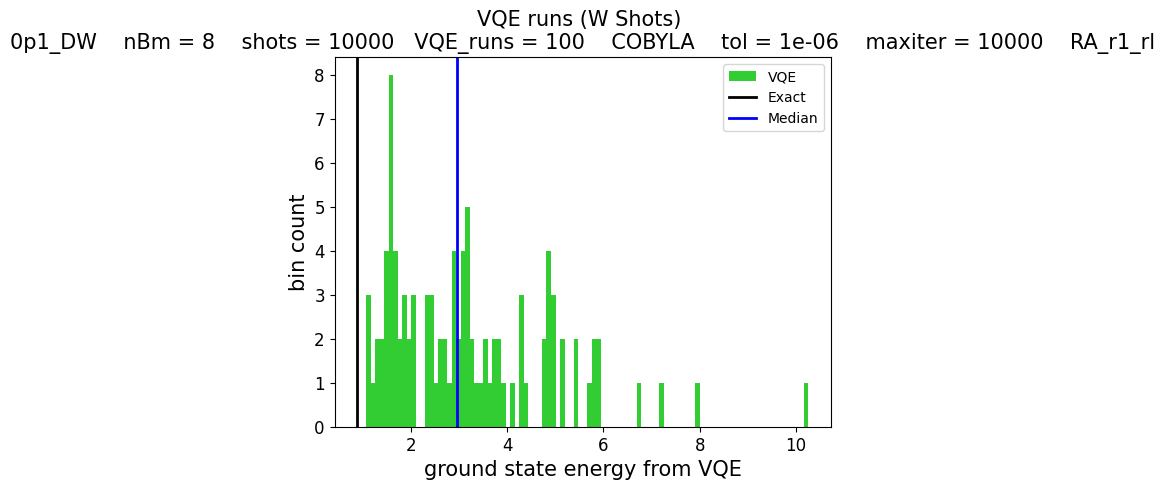 VQE runs (W Shots)
0p1_DW    nBm = 8    shots = 10000   VQE_runs = 100    COBYLA    tol = 1e-06    maxiter = 10000    RA_r1_rl
VQE
Exact
Median
8
7
6
5
4
3
2
1
0
bin count
2 4 6 8 10
ground state energy from VQE